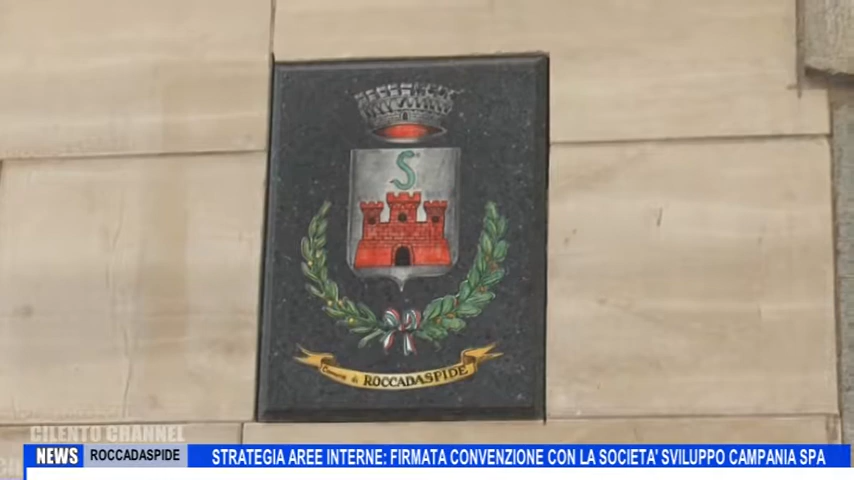 Comune di ROCCADASPIDE
CILENTO CHANNEL
NEWS ROCCADASPIDE STRATEGIA AREE INTERNE: FIRMATA CONVENZIONE CON LA SOCIETA' SVILUPPO CAMPANIA SPA